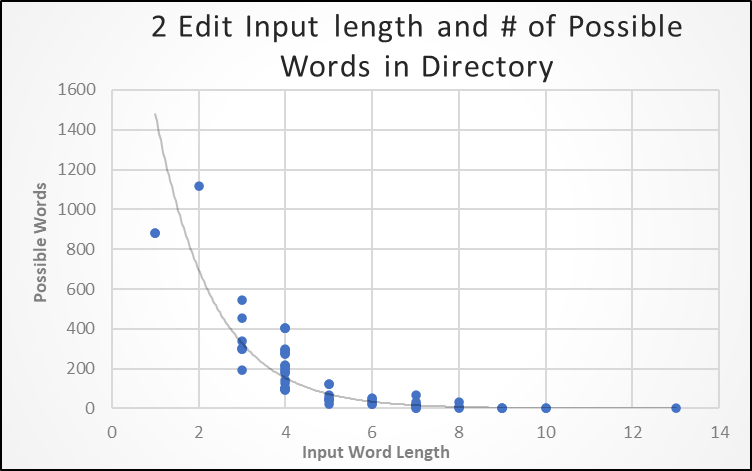 2 Edit Input length and # of Possible
Words in Directory
1600
1400
1200
1000
800
600
400
200
0
Possible Words
0 2 4 6 8 10 12 14
Input Word Length